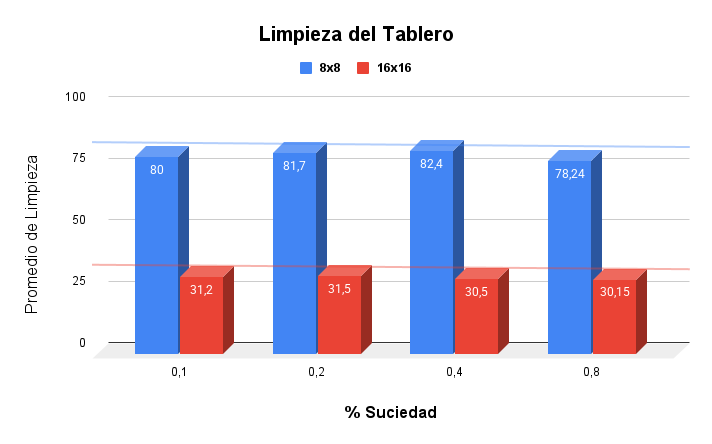 Limpieza del Tablero
8x8 16x16
Promedio de Limpieza
100
75
50
25
0
80 81,7 82,4 78,24
31,2 31,5 30,5 30,15
0,1 0,2 0,4 0,8
% Suciedad